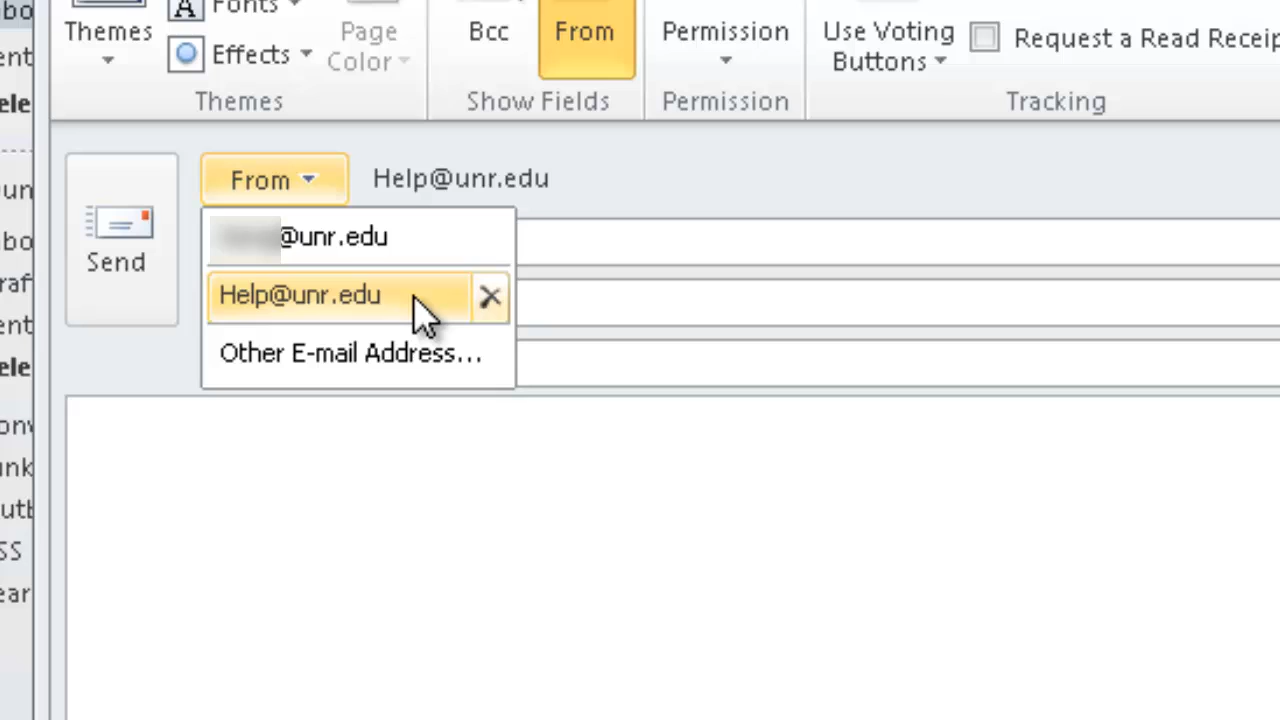 Themes
Fonts
Effects
Page
Color
Themes
Bcc
From
Show Fields
Permission
Permission
Use Voting
Buttons
Request a Read Receip
Tracking
Send
From
Help@unr.edu
@unr.edu
Help@unr.edu
Other E-mail Address...